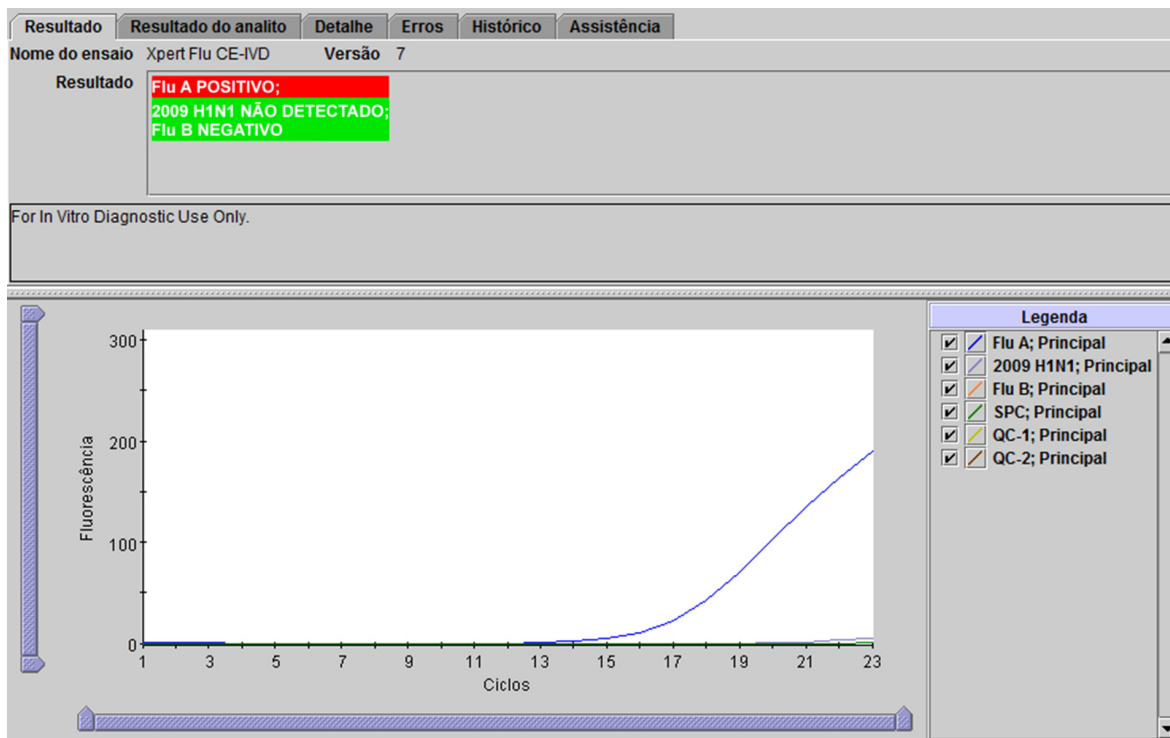 Resultado Resultado do analito Detalhe Erros Histórico Assistência
Nome do ensaio Xpert Flu CE-IVD Versão 7
Resultado
Flu A POSITIVO;
2009 H1N1 NÃO DETECTADO;
Flu B NEGATIVO
For In Vitro Diagnostic Use Only.
300
200
100
0
Fluorescência
1 3 5 7 9 11 13 15 17 19 21 23
Ciclos
Legenda
Flu A; Principal
2009 H1N1; Principal
Flu B; Principal
SPC; Principal
QC-1; Principal
QC-2; Principal